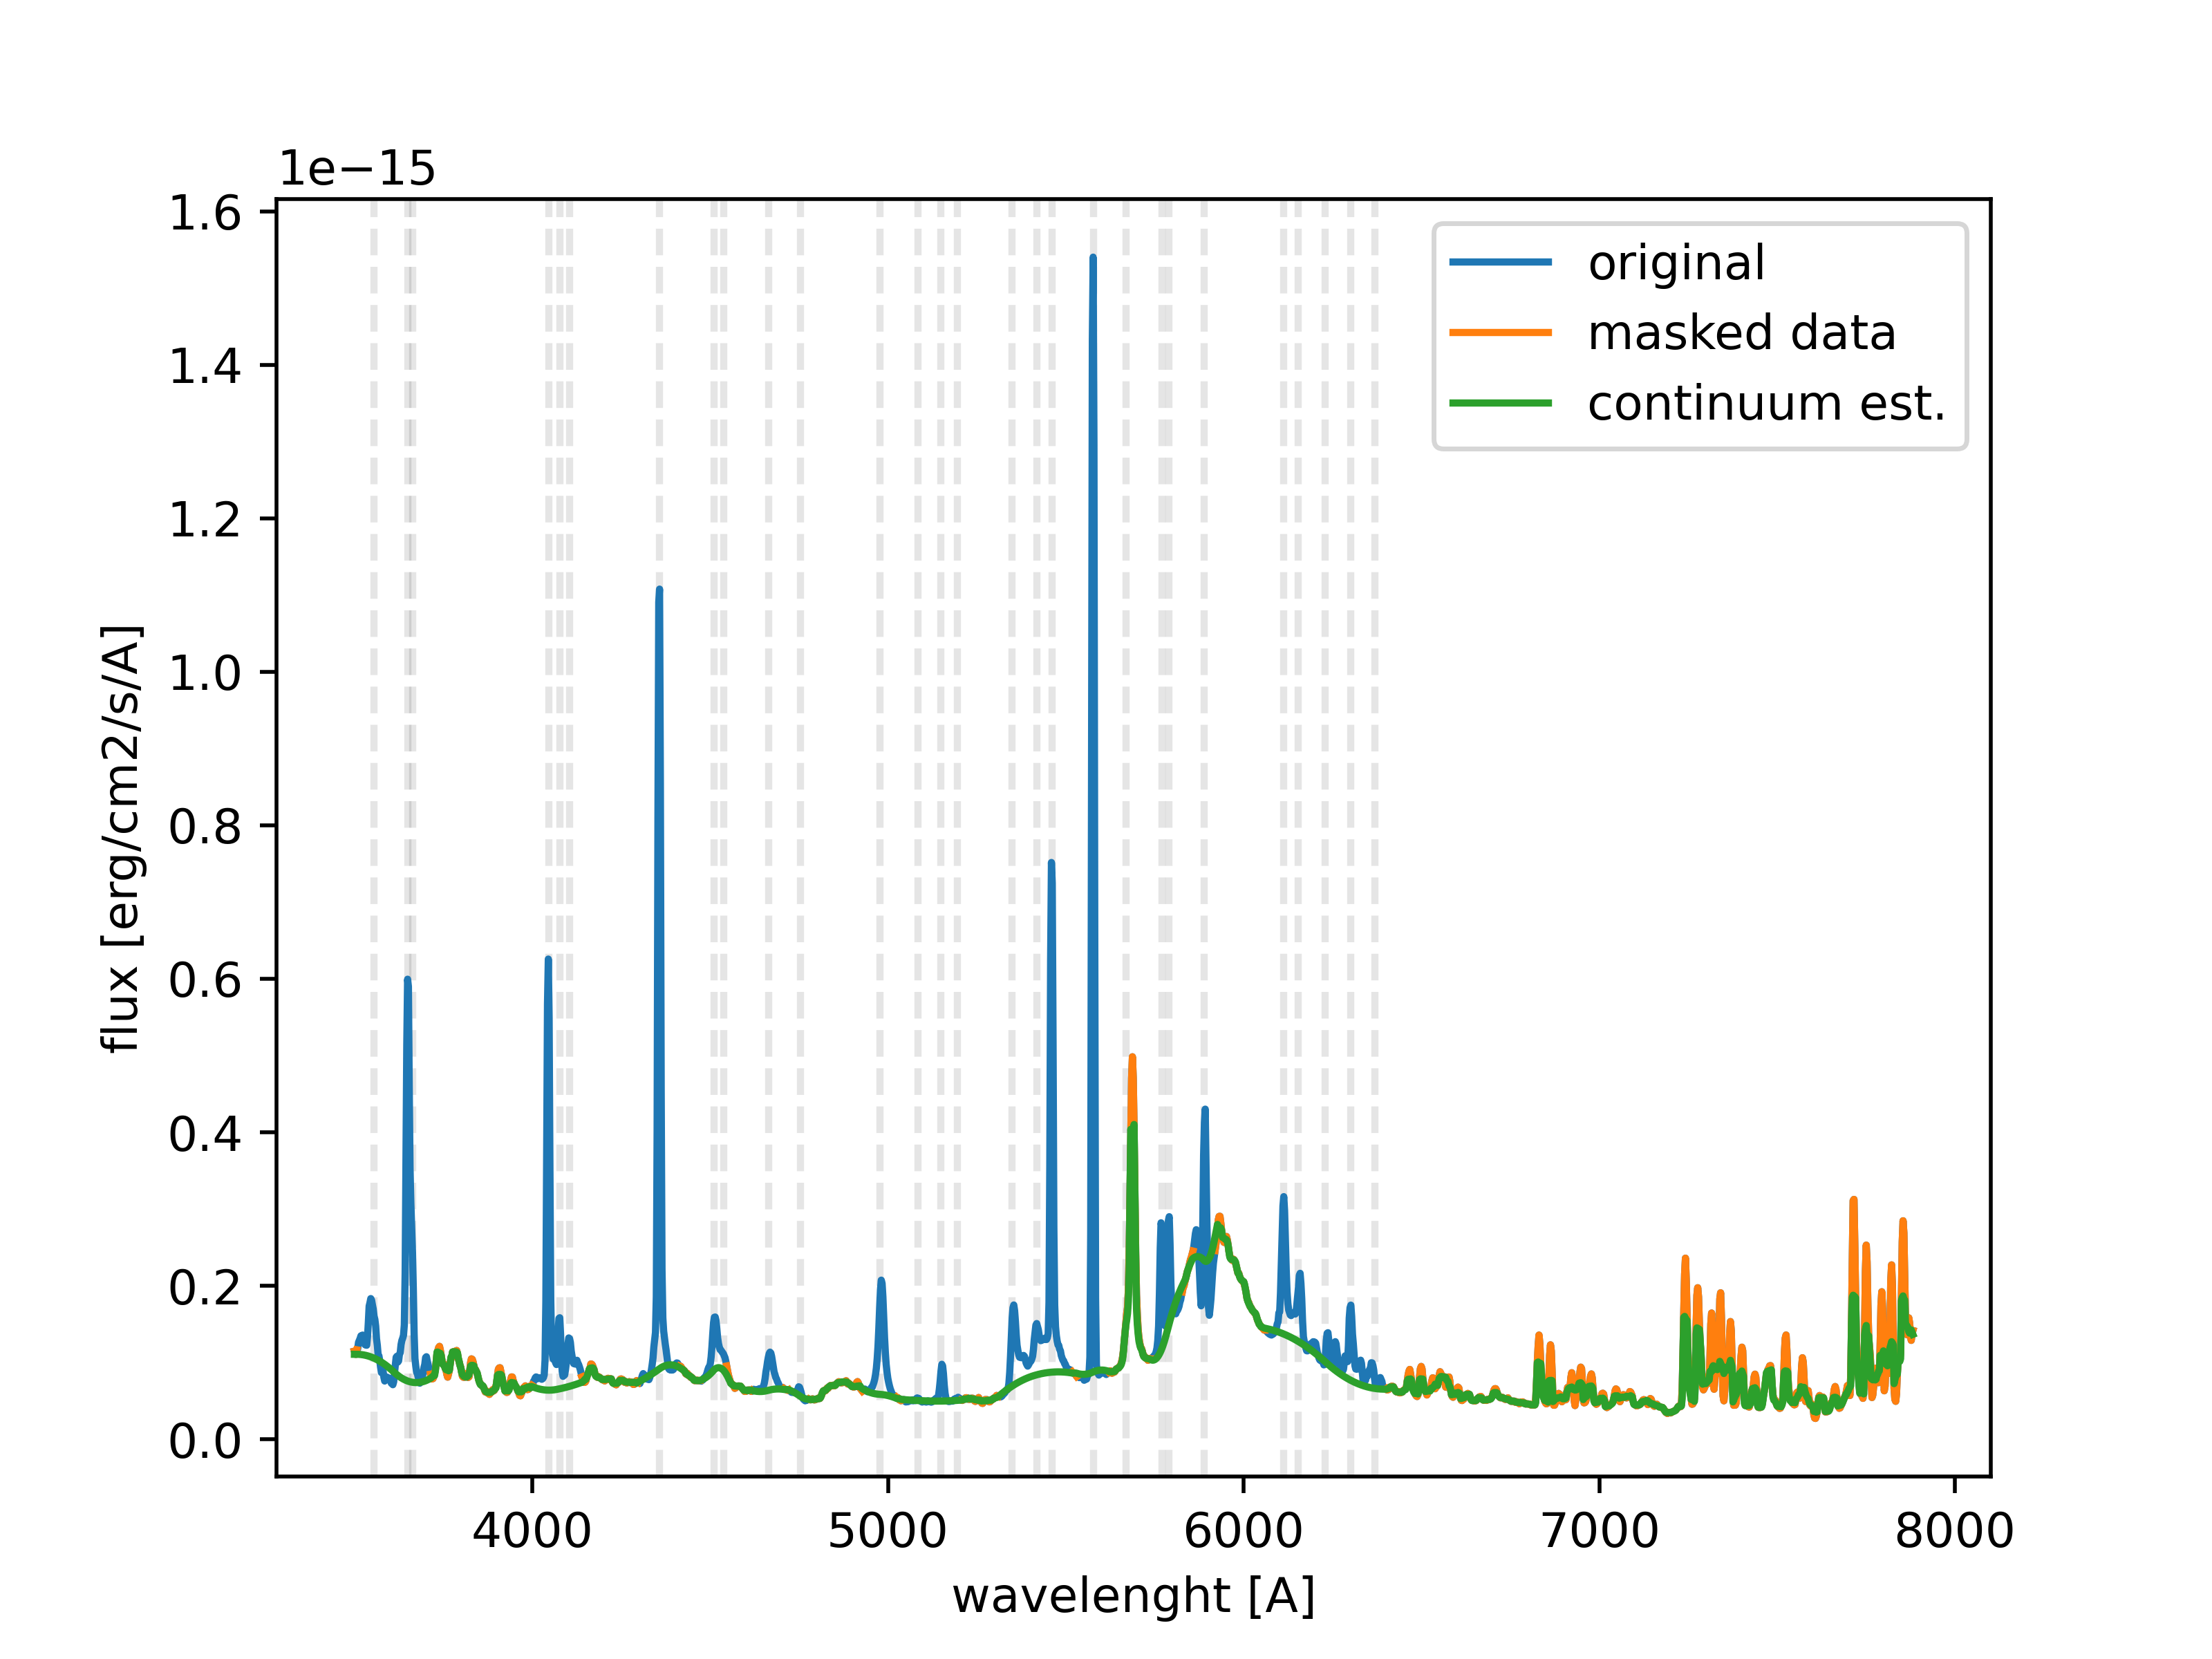 1e−15
1.6
1.4
1.2
1.0
0.8
0.6
0.4
0.2
0.0
flux [erg/cm2/s/A]
original
masked data
continuum est.
4000 5000 6000 7000 8000
wavelenght [A]